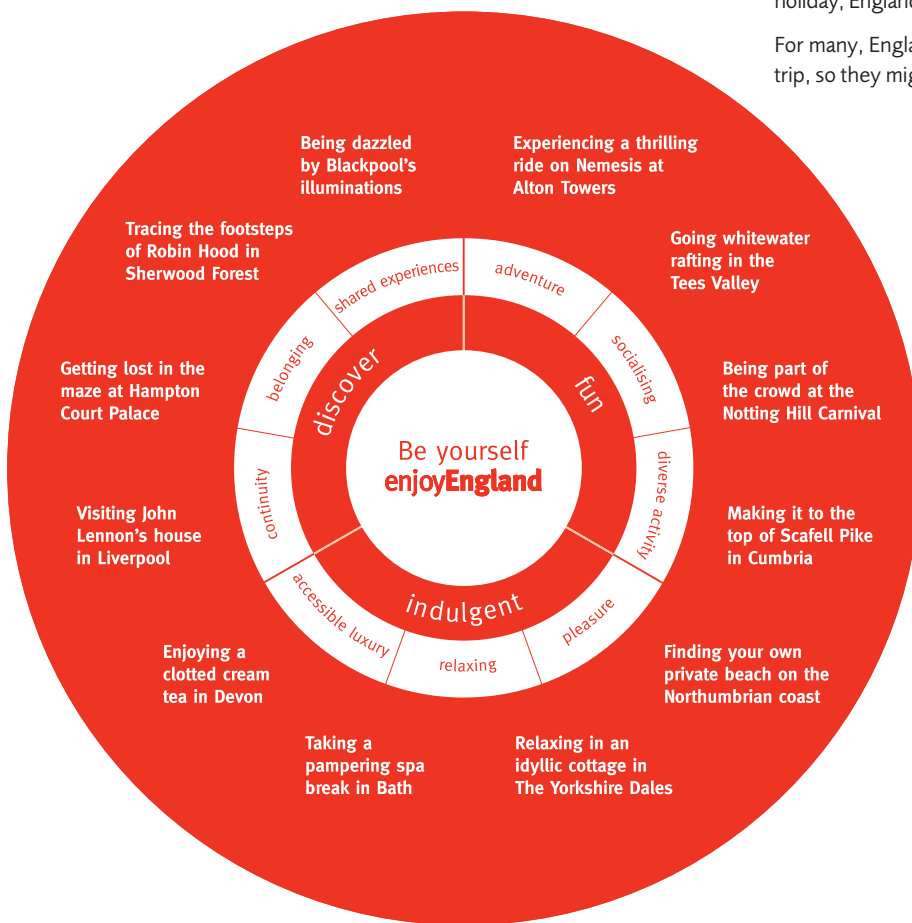 holiday, England
For many, Engla
trip, so they mig
Being dazzled
by Blackpool's
illuminations
Experiencing a thrilling
ride on Nemesis at
Alton Towers
Tracing the footsteps
of Robin Hood in
Sherwood Forest
Going whitewater
rafting in the
Tees Valley
Getting lost in the
maze at Hampton
Court Palace
Being part of
the crowd at the
Notting Hill Carnival
Visiting John
Lennon's house
in Liverpool
Making it to the
top of Scafell Pike
in Cumbria
Enjoying a
clotted cream
tea in Devon
Finding your own
private beach on the
Northumbrian coast
Taking a
pampering spa
break in Bath
Relaxing in an
idyllic cottage in
The Yorkshire Dales
shared experiences
adventure
belonging
socialising
continuity
diverse activity
accessible luxury
relaxing
pleasure
discover
fun
indulgent
Be yourself
enjoyEngland